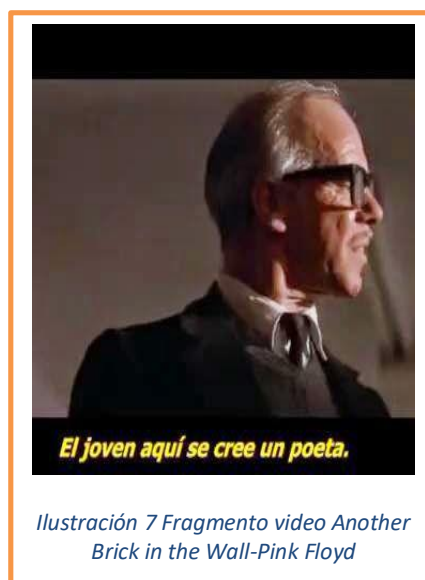 El joven aquí se cree un poeta.
Ilustración 7 Fragmento video Another
Brick in the Wall-Pink Floyd